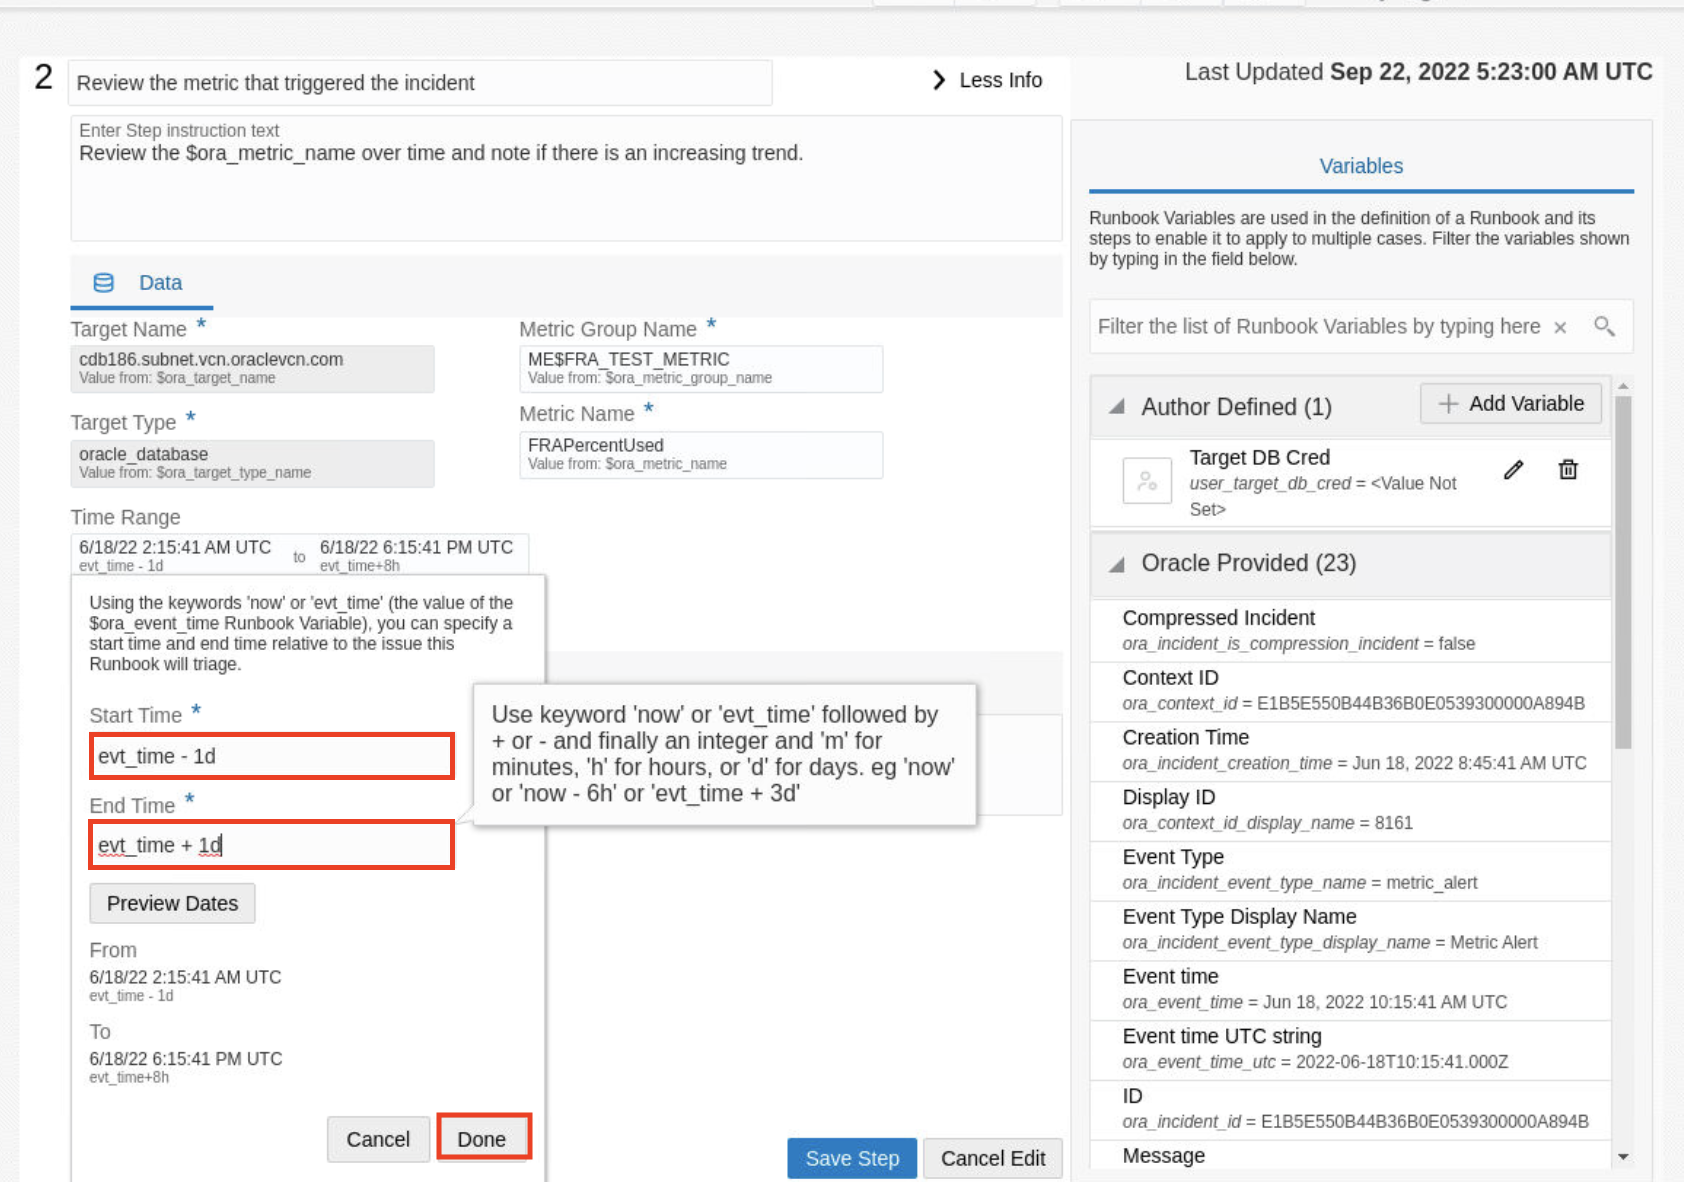 Last Updated Sep 22, 2022 5:23:00 AM UTC
2
Review the metric that triggered the incident
Less Info
Enter Step instruction text
Review the $ora_metric_name over time and note if there is an increasing trend.
Data
Target Name *
cdb186.subnet.vcn.oraclevcn.com
Value from: $ora_target_name
Metric Group Name *
ME$FRA_TEST_METRIC
Value from: $ora_metric_group_name
Target Type *
oracle_database
Value from: $ora_target_type_name
Metric Name *
FRAPercentUsed
Value from: $ora_metric_name
Time Range
6/18/22 2:15:41 AM UTC
evt_time - 1d
to
6/18/22 6:15:41 PM UTC
evt_time+8h
Using the keywords 'now' or 'evt_time' (the value of the
$ora_event_time Runbook Variable), you can specify a
start time and end time relative to the issue this
Runbook will triage.
Start Time *
evt_time - 1d
End Time *
evt_time + 1d
Use keyword 'now' or 'evt_time' followed by
+ or - and finally an integer and 'm' for
minutes, 'h' for hours, or 'd' for days. eg 'now'
or 'now - 6h' or 'evt_time + 3d'
Preview Dates
From
6/18/22 2:15:41 AM UTC
evt_time - 1d
To
6/18/22 6:15:41 PM UTC
evt_time+8h
Cancel
Done
Save Step
Cancel Edit
Variables
Runbook Variables are used in the definition of a Runbook and its
steps to enable it to apply to multiple cases. Filter the variables shown
by typing in the field below.
Filter the list of Runbook Variables by typing here
Author Defined (1)
Add Variable
Target DB Cred
user_target_db_cred = <Value Not
Set>
Oracle Provided (23)
Compressed Incident
ora_incident_is_compression_incident = false
Context ID
ora_context_id = E1B5E550B44B36B0E0539300000A894B
Creation Time
ora_incident_creation_time = Jun 18, 2022 8:45:41 AM UTC
Display ID
ora_context_id_display_name = 8161
Event Type
ora_incident_event_type_name = metric_alert
Event Type Display Name
ora_incident_event_type_display_name = Metric Alert
Event time
ora_event_time = Jun 18, 2022 10:15:41 AM UTC
Event time UTC string
ora_event_time_utc = 2022-06-18T10:15:41.000Z
ID
ora_incident_id = E1B5E550B44B36B0E0539300000A894B
Message